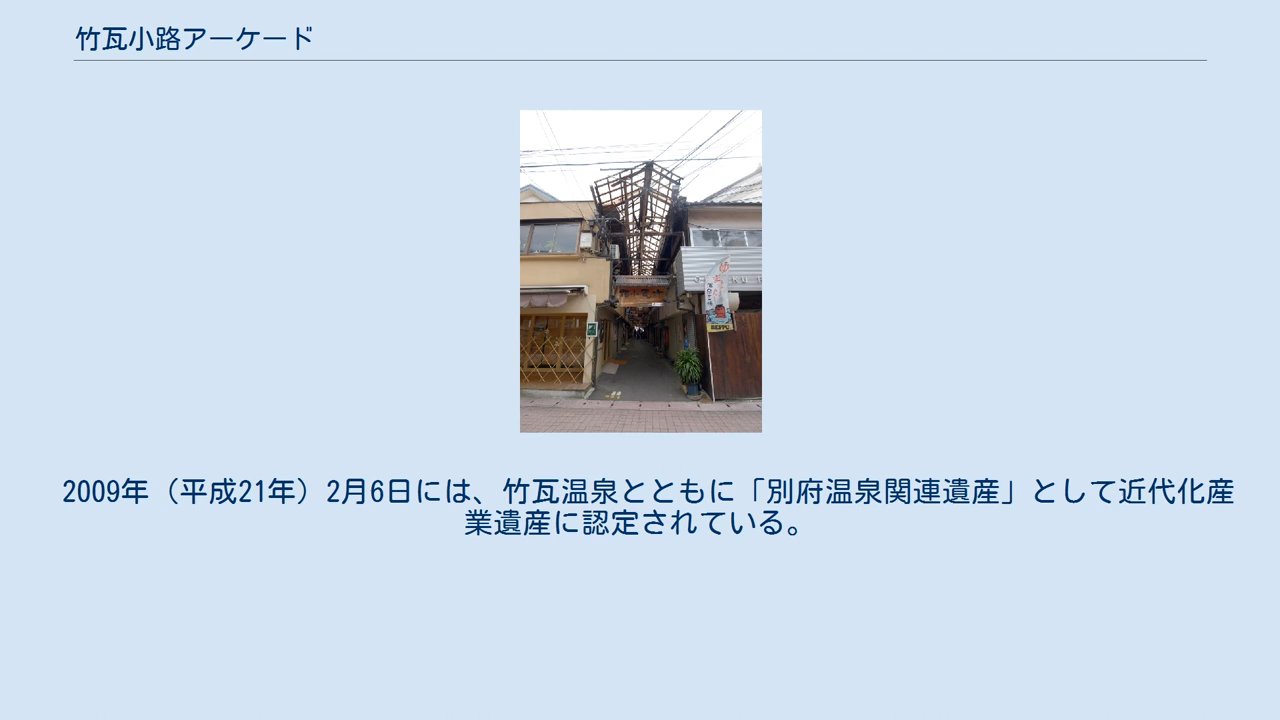 竹瓦小路アーケード
BEPPU
2009年（平成21年）2月6日には、竹瓦温泉とともに「別府温泉関連遺産」として近代化産
業遺産に認定されている。